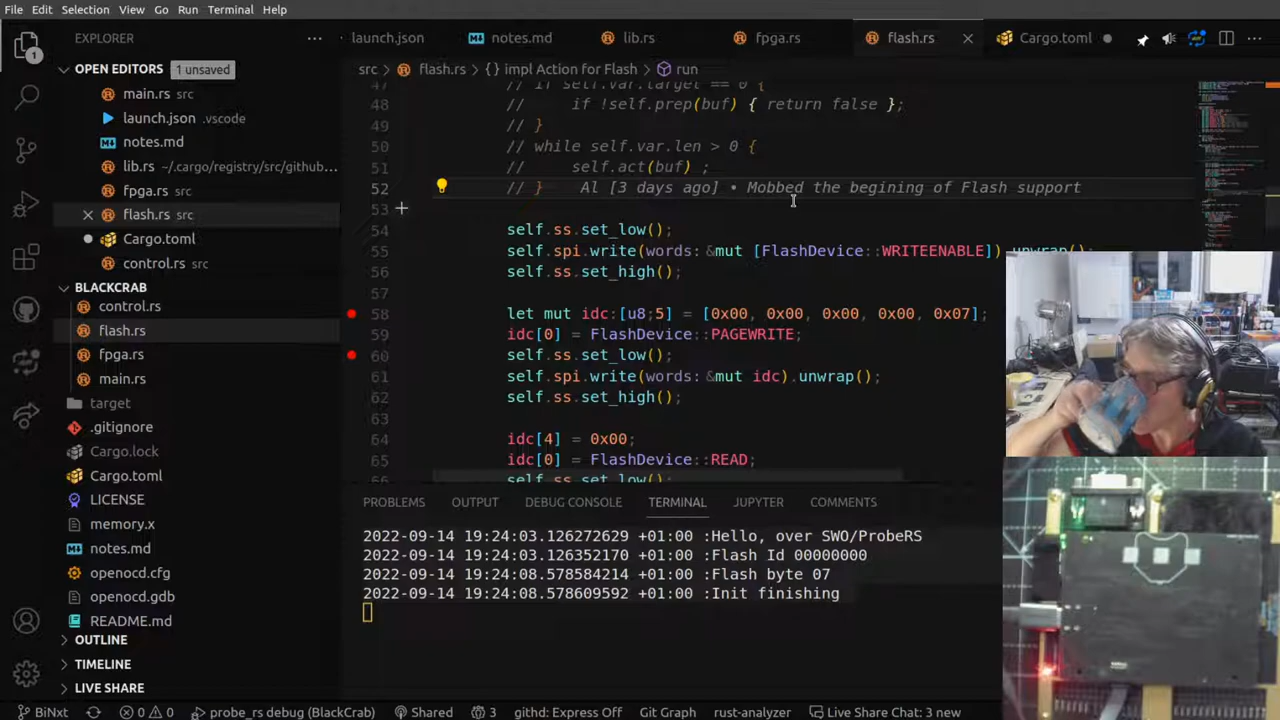 File Edit Selection View Go Run Terminal Help
EXPLORER
launch.json notes.md lib.rs fpga.rs flash.rs Cargo.toml
OPEN EDITORS 1 unsaved
src flash.rs {} impl Action for Flash run
main.rs src
launch.json .vscode
notes.md
lib.rs ~/.cargo/registry/src/github...
fpga.rs src
flash.rs src
Cargo.toml
control.rs src
BLACKCRAB
control.rs
flash.rs
fpga.rs
main.rs
target
.gitignore
Cargo.lock
Cargo.toml
LICENSE
memory.x
notes.md
openocd.cfg
openocd.gdb
README.md
OUTLINE
TIMELINE
LIVE SHARE
47 // if self.var.target == 0 {
48 // if !self.prep(buf) { return false };
49 // }
50 // while self.var.len > 0 {
51 // self.act(buf) ;
52 // } Al [3 days ago] • Mobbed the begining of Flash support
53
54 self.ss.set_low();
55 self.spi.write(words: &mut [FlashDevice::WRITEENABLE]).unwrap();
56 self.ss.set_high();
57
58 let mut idc:[u8;5] = [0x00, 0x00, 0x00, 0x00, 0x07];
59 idc[0] = FlashDevice::PAGEWRITE;
60 self.ss.set_low();
61 self.spi.write(words: &mut idc).unwrap();
62 self.ss.set_high();
63
64 idc[4] = 0x00;
65 idc[0] = FlashDevice::READ;
66 self.ss.set_low();
PROBLEMS OUTPUT DEBUG CONSOLE TERMINAL JUPYTER COMMENTS
2022-09-14 19:24:03.126272629 +01:00 :Hello, over SWO/ProbeRS
2022-09-14 19:24:03.126352170 +01:00 :Flash Id 00000000
2022-09-14 19:24:08.578584214 +01:00 :Flash byte 07
2022-09-14 19:24:08.578609592 +01:00 :Init finishing
BiNxt 0 0 probe_rs debug (BlackCrab) Shared 3 githd: Express Off Git Graph rust-analyzer Live Share Chat: 3 new